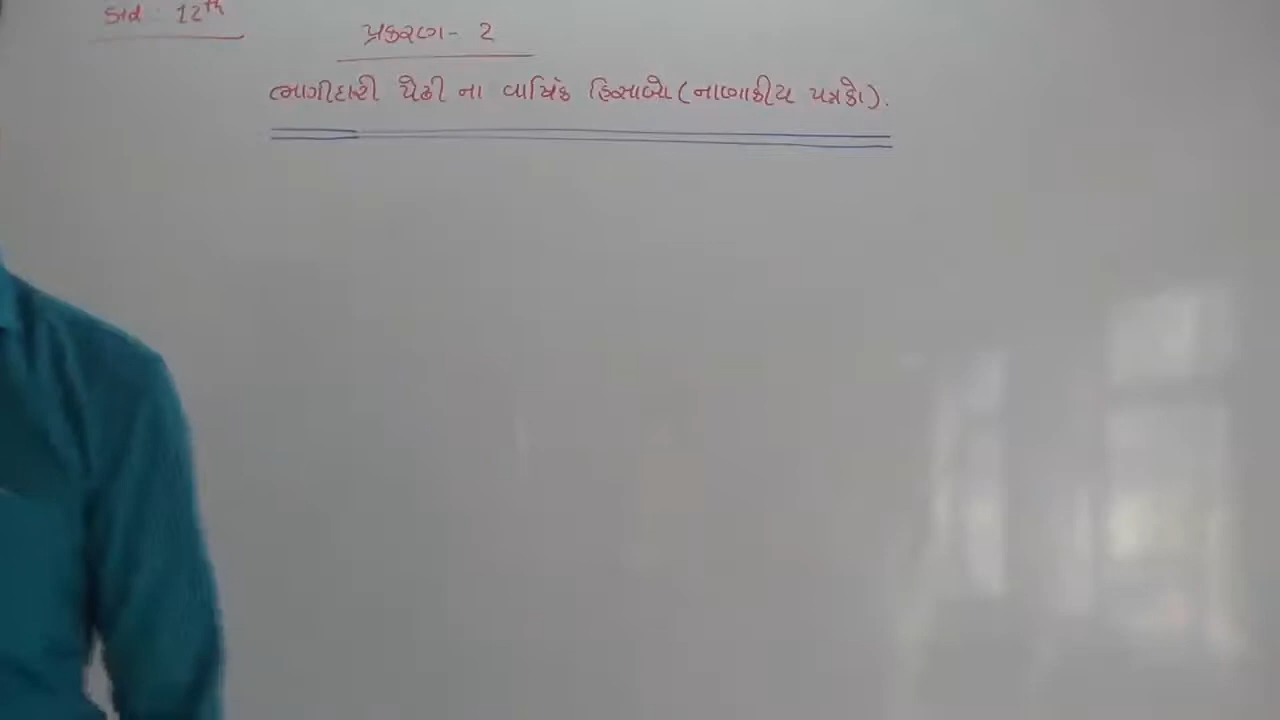 Std : 12th
પ્રકરણ - 2
ભાગીદારી પેઢી ના વાર્ષિક હિસાબો (નાણાકીય પત્રકો).